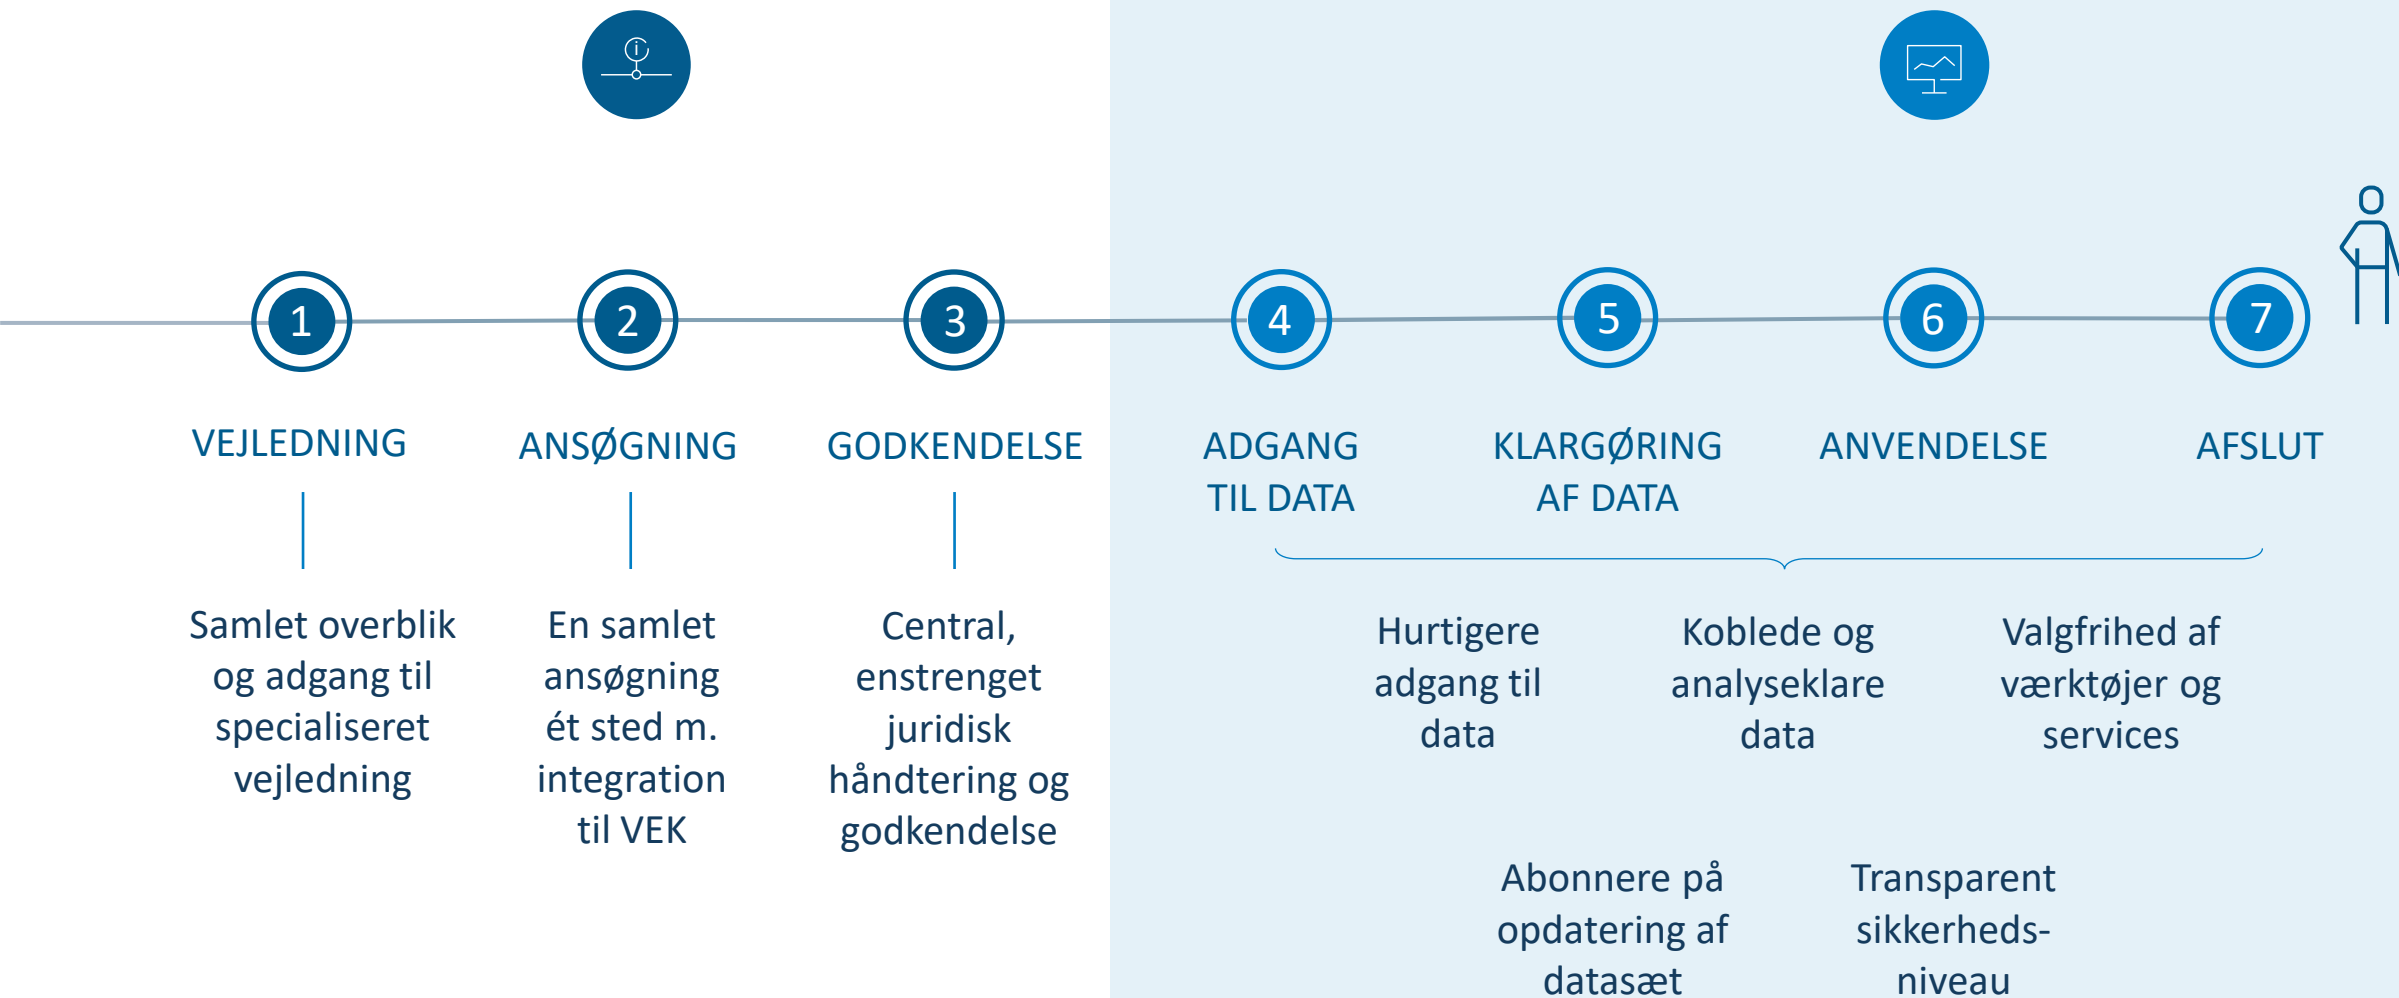 1
2
3
4
5
6
7
VEJLEDNING
ANSØGNING
GODKENDELSE
ADGANG
TIL DATA
KLARGØRING
AF DATA
ANVENDELSE
AFSLUT
Samlet overblik
og adgang til
specialiseret
vejledning
En samlet
ansøgning
ét sted m.
integration
til VEK
Central,
enstrenget
juridisk
håndtering og
godkendelse
Hurtigere
adgang til
data
Koblede og
analyseklare
data
Valgfrihed af
værktøjer og
services
Abonnere på
opdatering af
datasæt
Transparent
sikkerheds-
niveau